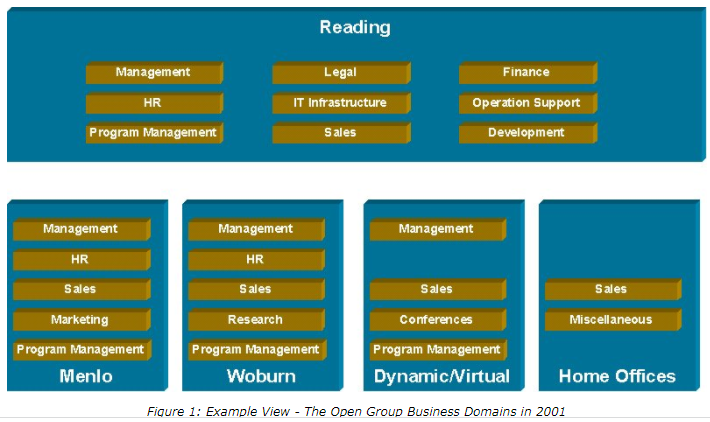 Reading
Management Legal Finance
HR IT Infrastructure Operation Support
Program Management Sales Development
Management
HR
Sales
Marketing
Program Management
Menlo
Management
HR
Sales
Research
Program Management
Woburn
Management
Sales
Conferences
Program Management
Dynamic/Virtual
Sales
Miscellaneous
Home Offices
Figure 1: Example View - The Open Group Business Domains in 2001